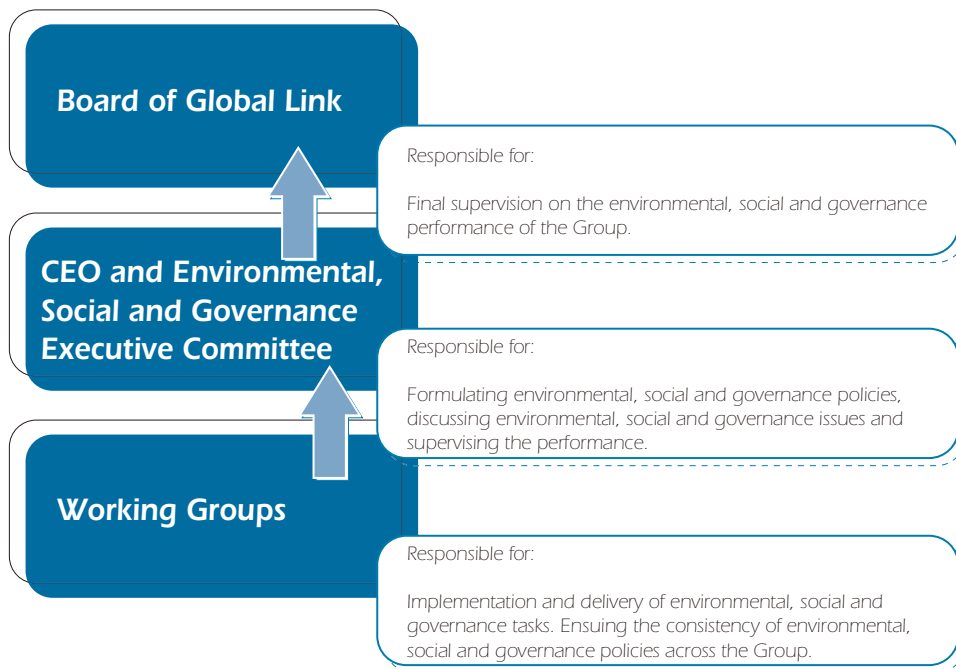 Board of Global Link
Responsible for:
Final supervision on the environmental, social and governance
performance of the Group.
CEO and Environmental,
Social and Governance
Executive Committee
Responsible for:
Formulating environmental, social and governance policies,
discussing environmental, social and governance issues and
supervising the performance.
Working Groups
Responsible for:
Implementation and delivery of environmental, social and
governance tasks. Ensuing the consistency of environmental,
social and governance policies across the Group.